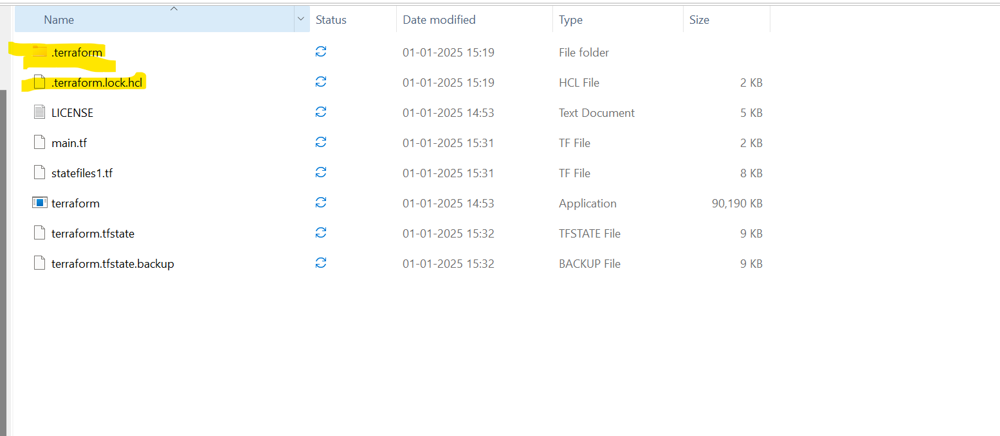 Name Status Date modified Type Size
.terraform 01-01-2025 15:19 File folder
.terraform.lock.hcl 01-01-2025 15:19 HCL File 2 KB
LICENSE 01-01-2025 14:53 Text Document 5 KB
main.tf 01-01-2025 15:31 TF File 2 KB
statefiles1.tf 01-01-2025 15:31 TF File 8 KB
terraform 01-01-2025 14:53 Application 90,190 KB
terraform.tfstate 01-01-2025 15:32 TFSTATE File 9 KB
terraform.tfstate.backup 01-01-2025 15:32 BACKUP File 9 KB